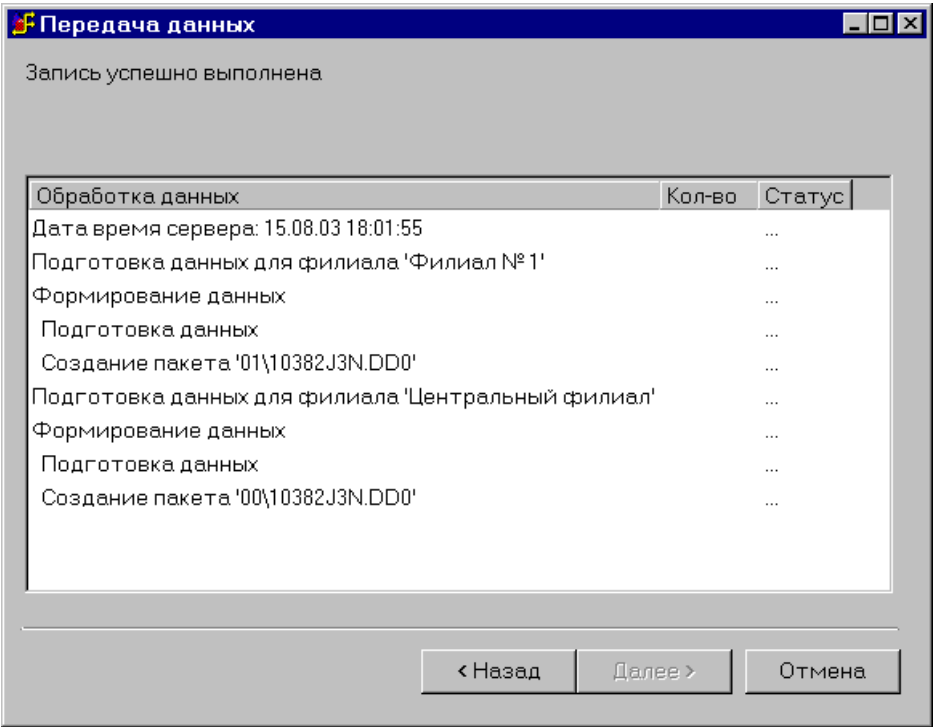 Передача данных
Запись успешно выполнена
Обработка данных Кол-во Статус
Дата время сервера: 15.08.03 18:01:55 ...
Подготовка данных для филиала 'Филиал №1' ...
Формирование данных ...
Подготовка данных ...
Создание пакета '01\10382J3N.DD0' ...
Подготовка данных для филиала 'Центральный филиал' ...
Формирование данных ...
Подготовка данных ...
Создание пакета '00\10382J3N.DD0' ...
< Назад Далее > Отмена